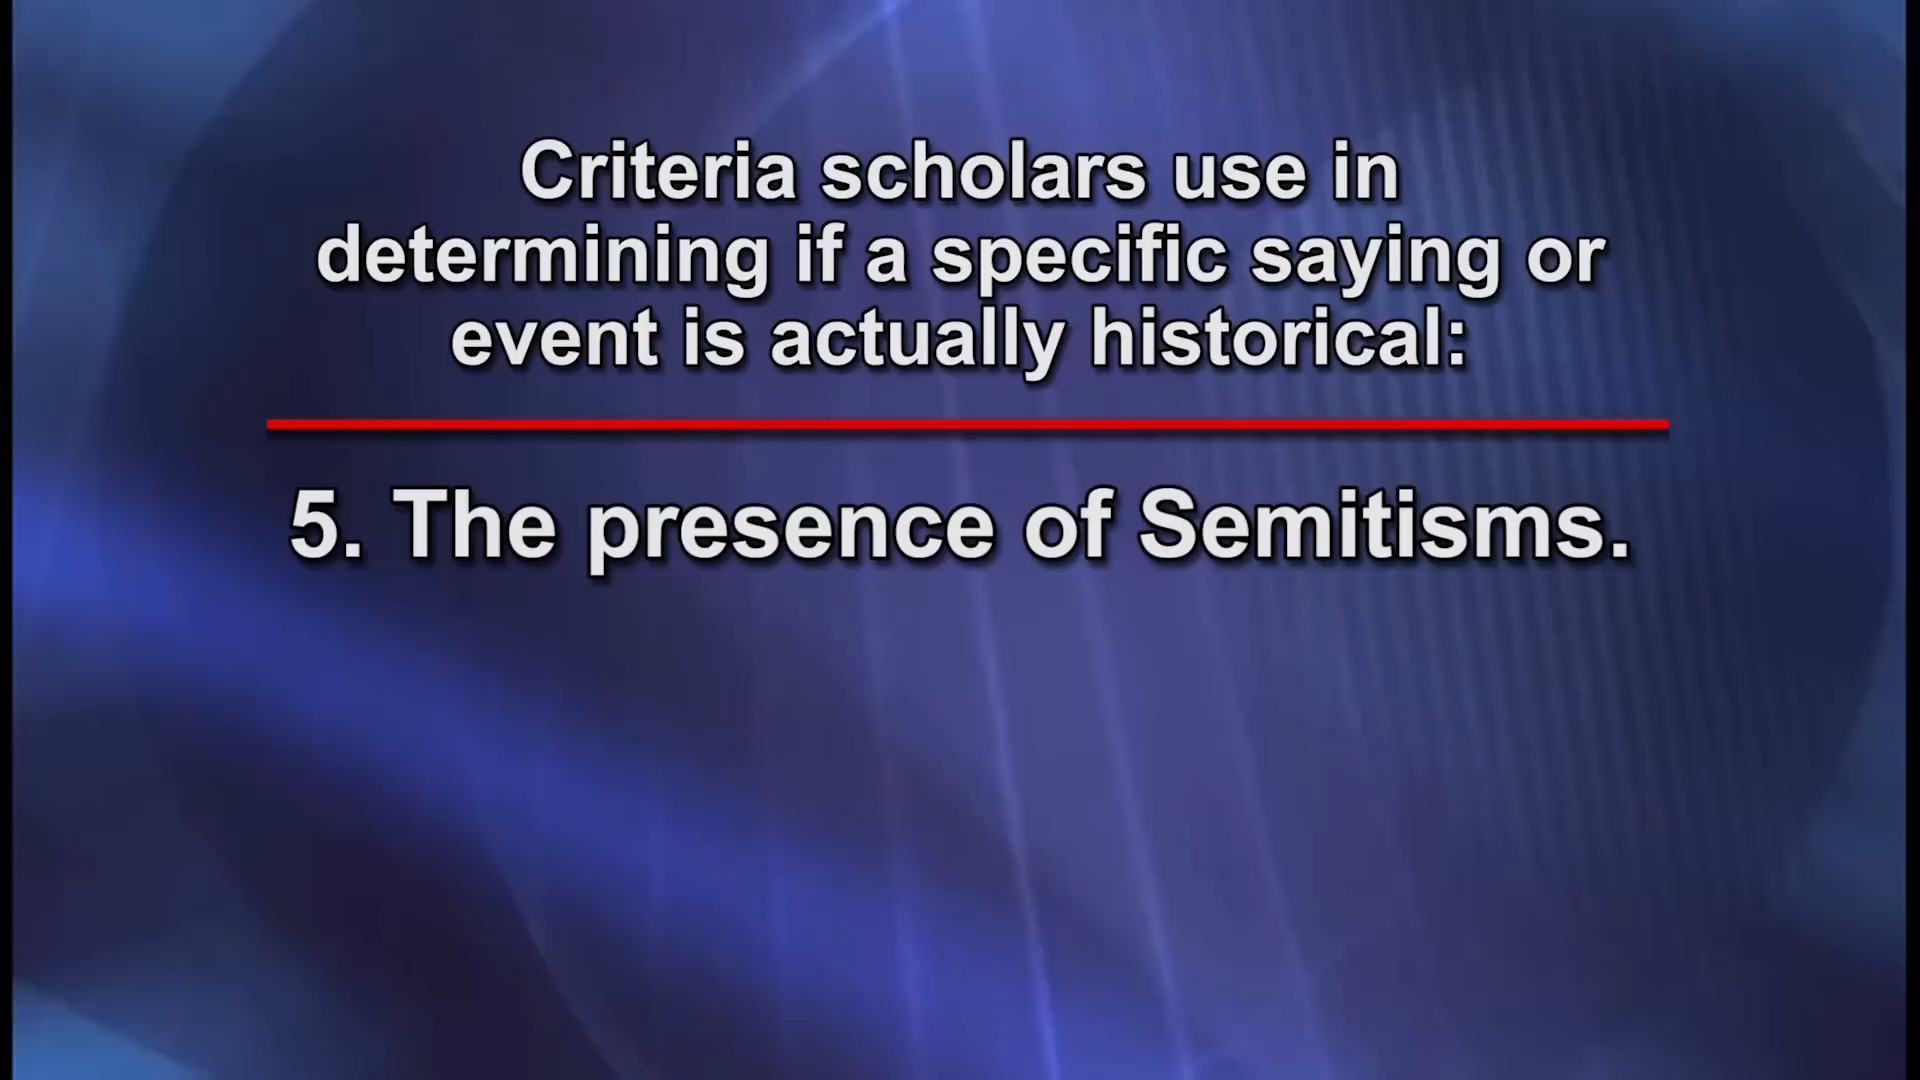 Criteria scholars use in
determining if a specific saying or
event is actually historical:
5. The presence of Semitisms.